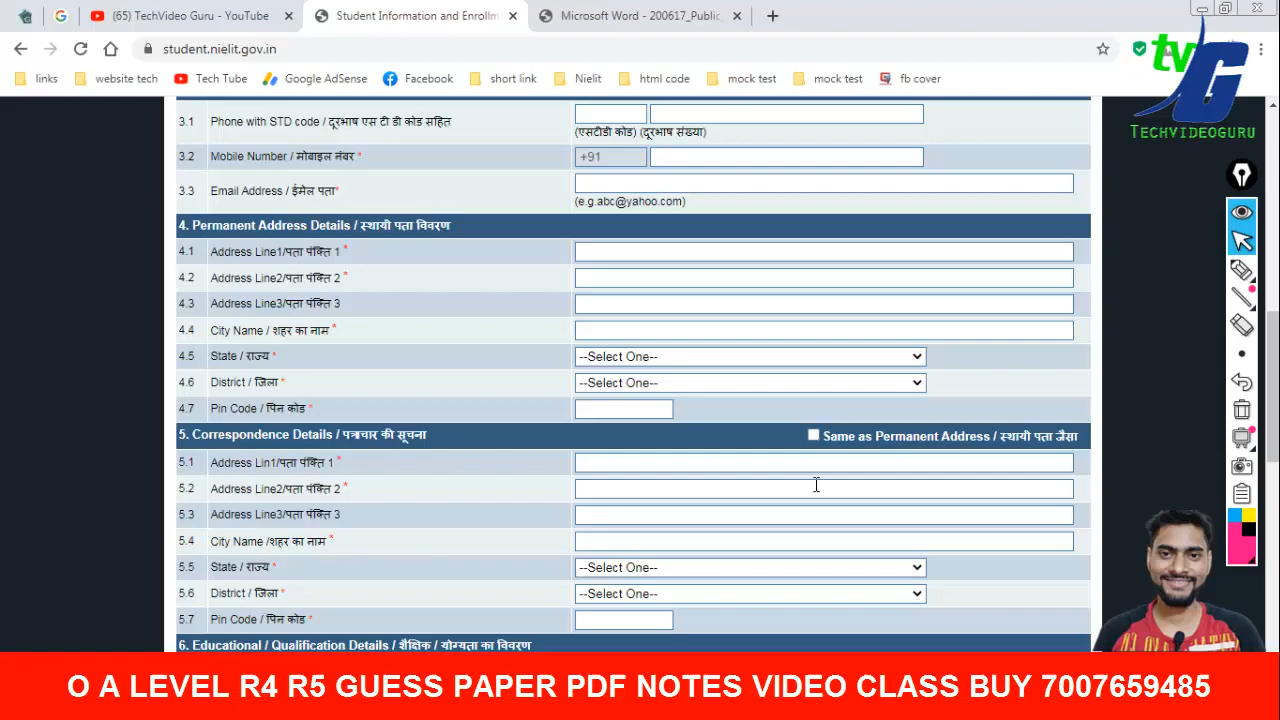 (65) TechVideo Guru - YouTube
Student Information and Enrollm
Microsoft Word - 200617_Public
student.nielit.gov.in
links
website tech
Tech Tube
Google AdSense
Facebook
short link
Nielit
html code
mock test
mock test
fb cover
tvG
TECHVIDEOGURU
3.1 Phone with STD code / दूरभाष एस टी डी कोड सहित
(एसटीडी कोड) (दूरभाष संख्या)
3.2 Mobile Number / मोबाइल नंबर * +91
3.3 Email Address / ईमेल पता*
(e.g.abc@yahoo.com)
4. Permanent Address Details / स्थायी पता विवरण
4.1 Address Line1/पता पंक्ति 1 *
4.2 Address Line2/पता पंक्ति 2 *
4.3 Address Line3/पता पंक्ति 3
4.4 City Name / शहर का नाम *
4.5 State / राज्य * --Select One--
4.6 District / जिला * --Select One--
4.7 Pin Code / पिन कोड *
5. Correspondence Details / पत्राचार की सूचना Same as Permanent Address / स्थायी पता जैसा
5.1 Address Lin1/पता पंक्ति 1 *
5.2 Address Line2/पता पंक्ति 2 *
5.3 Address Line3/पता पंक्ति 3
5.4 City Name /शहर का नाम *
5.5 State / राज्य * --Select One--
5.6 District / जिला * --Select One--
5.7 Pin Code / पिन कोड *
6. Educational / Qualification Details / शैक्षिक / योग्यता का विवरण
O A LEVEL R4 R5 GUESS PAPER PDF NOTES VIDEO CLASS BUY 7007659485